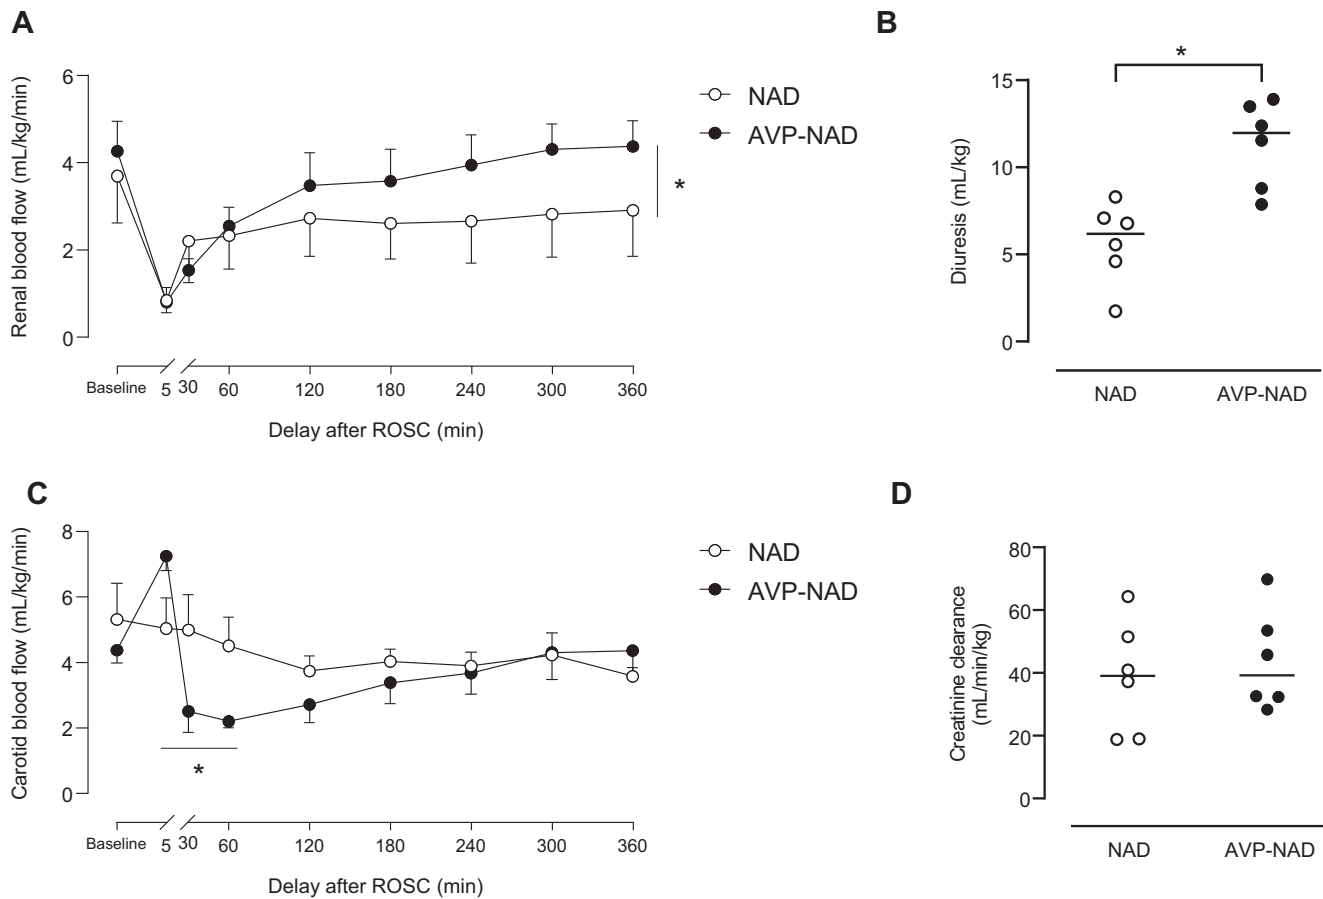 A
Renal blood flow (mL/kg/min)
6
4
2
0
Baseline 5 30 60 120 180 240 300 360
Delay after ROSC (min)
NAD
AVP-NAD
*
B
Diuresis (mL/kg)
15
10
5
0
*
NAD AVP-NAD
C
Carotid blood flow (mL/kg/min)
8
6
4
2
0
*
Baseline 5 30 60 120 180 240 300 360
Delay after ROSC (min)
NAD
AVP-NAD
D
Creatinine clearance
(mL/min/kg)
80
60
40
20
0
NAD AVP-NAD